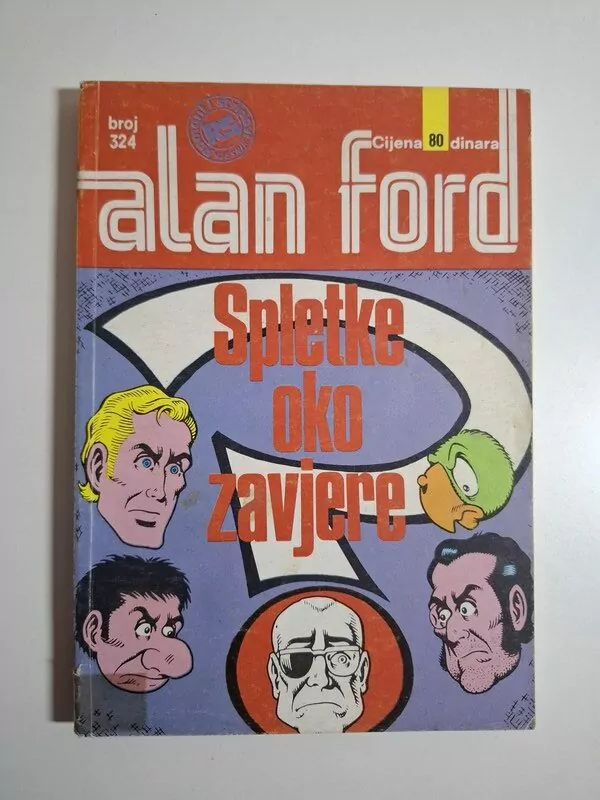 broj
324
Cijena 80 dinara
alan ford
Spletke
oko
zavjere